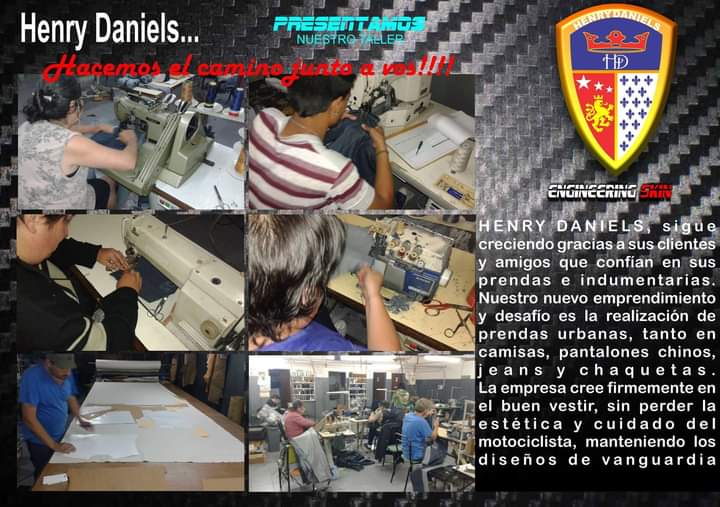 Henry Daniels...
PRESENTAMOS
NUESTRO TALLER
Hacemos el camino junto a vos!!!!
HENRY DANIELS
HD
ENGINEERING SKIN
HENRY DANIELS, sigue
creciendo gracias a sus clientes
y amigos que confían en sus
prendas e indumentarias.
Nuestro nuevo emprendimiento
y desafío es la realización de
prendas urbanas, tanto en
camisas, pantalones chinos,
jeans y chaquetas.
La empresa cree firmemente en
el buen vestir, sin perder la
estética y cuidado del
motociclista, manteniendo los
diseños de vanguardia